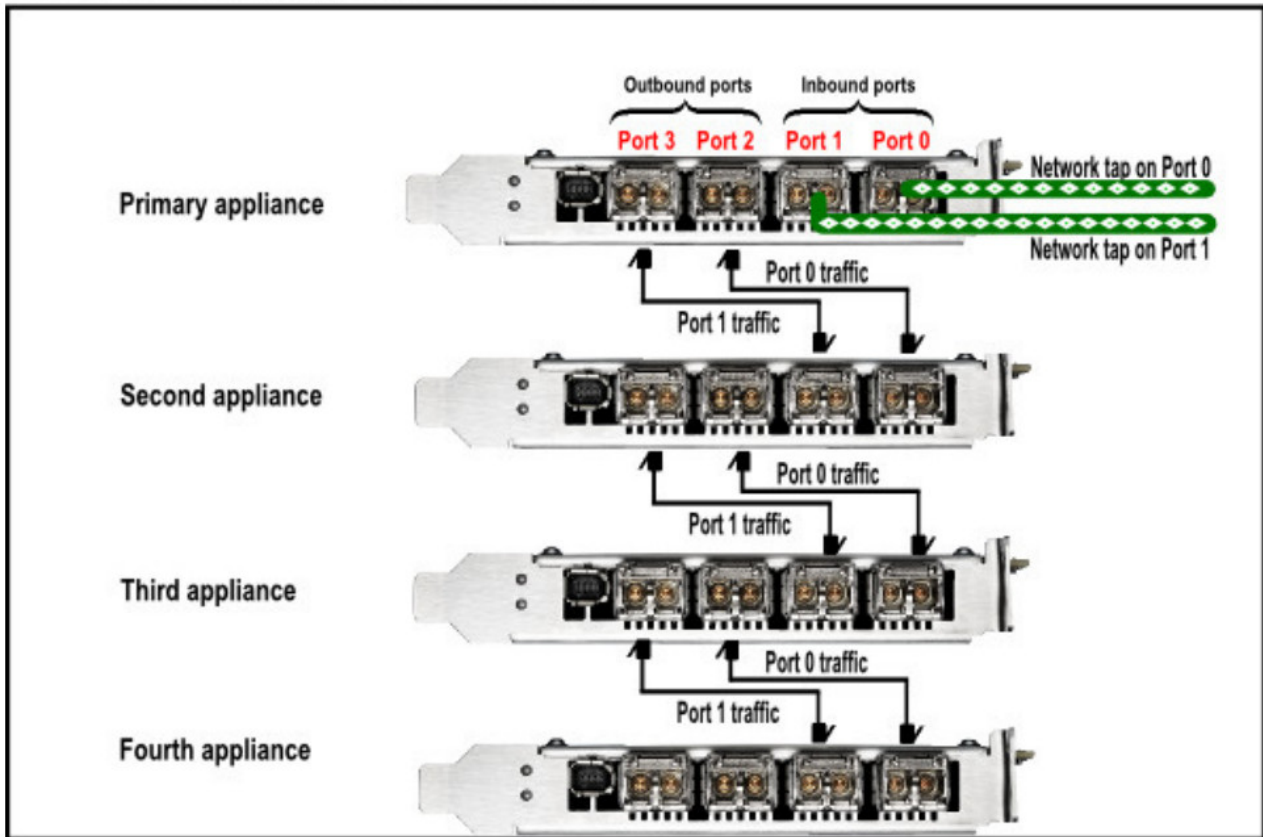 Outbound ports
Inbound ports
Port 3
Port 2
Port 1
Port 0
Primary appliance
Network tap on Port 0
Network tap on Port 1
Port 0 traffic
Port 1 traffic
Second appliance
Port 0 traffic
Port 1 traffic
Third appliance
Port 0 traffic
Port 1 traffic
Fourth appliance